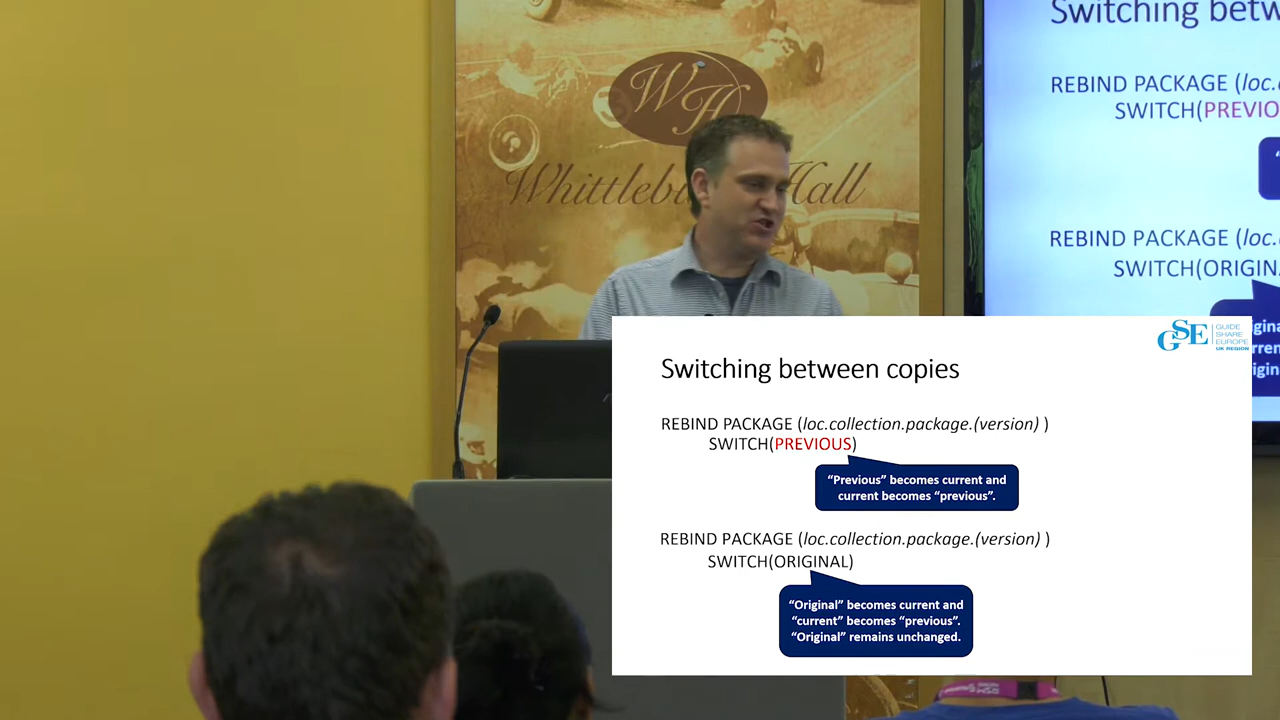 WH
Whittleb Hall
Switching betw
REBIND PACKAGE (loc.
SWITCH(PREVIO
REBIND PACKAGE (loc.
SWITCH(ORIGIN
GSE GUIDE
SHARE
EUROPE
UK REGION
Switching between copies
REBIND PACKAGE (loc.collection.package.(version) )
SWITCH(PREVIOUS)
“Previous” becomes current and
current becomes “previous”.
REBIND PACKAGE (loc.collection.package.(version) )
SWITCH(ORIGINAL)
“Original” becomes current and
“current” becomes “previous”.
“Original” remains unchanged.